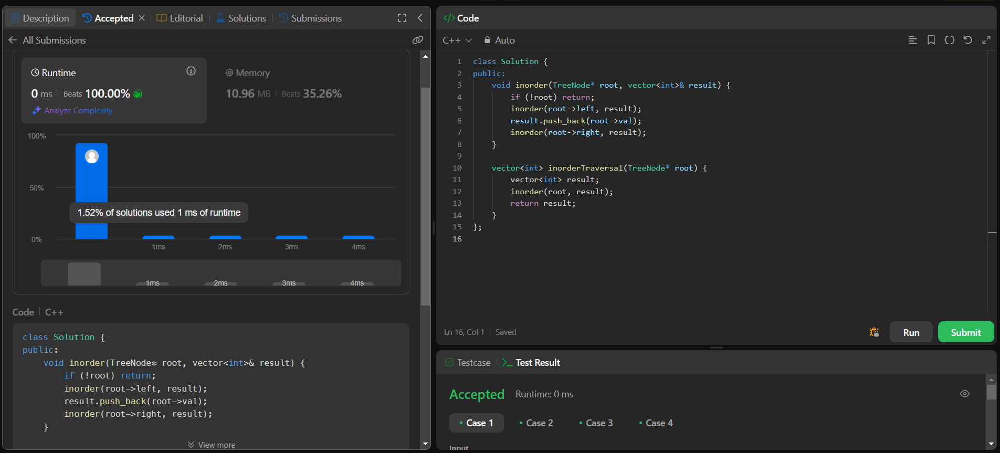 Description
Accepted
Editorial
Solutions
Submissions
All Submissions
Runtime
0 ms | Beats 100.00%
Analyze Complexity
Memory
10.96 MB | Beats 35.26%
100%
50%
0%
1.52% of solutions used 1 ms of runtime
1ms 2ms 3ms 4ms
1ms 2ms 3ms 4ms
Code | C++
class Solution {
public:
    void inorder(TreeNode* root, vector<int>& result) {
        if (!root) return;
        inorder(root->left, result);
        result.push_back(root->val);
        inorder(root->right, result);
    }
View more
</> Code
C++ Auto
1 class Solution {
2 public:
3     void inorder(TreeNode* root, vector<int>& result) {
4         if (!root) return;
5         inorder(root->left, result);
6         result.push_back(root->val);
7         inorder(root->right, result);
8     }
9
10     vector<int> inorderTraversal(TreeNode* root) {
11         vector<int> result;
12         inorder(root, result);
13         return result;
14     }
15 };
16
Ln 16, Col 1 | Saved
Run
Submit
Testcase | >_ Test Result
Accepted Runtime: 0 ms
• Case 1 • Case 2 • Case 3 • Case 4
Input